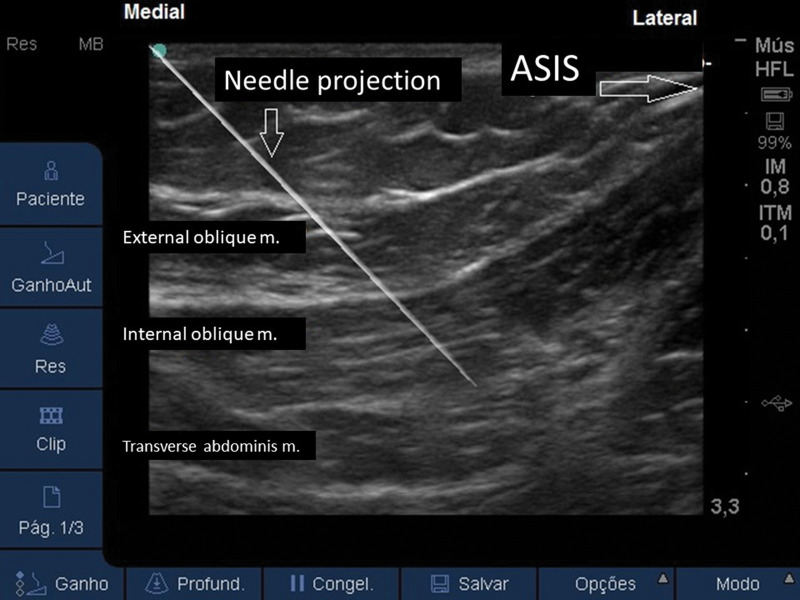 Medial
Lateral
Res MB
Mús
HFL
Needle projection
ASIS
99%
IM
0,8
ITM
0,1
Paciente
External oblique m.
GanhoAut
Internal oblique m.
Res
Clip
Transverse abdominis m.
Pág. 1/3
3,3
Ganho
Profund.
Congel.
Salvar
Opções
Modo